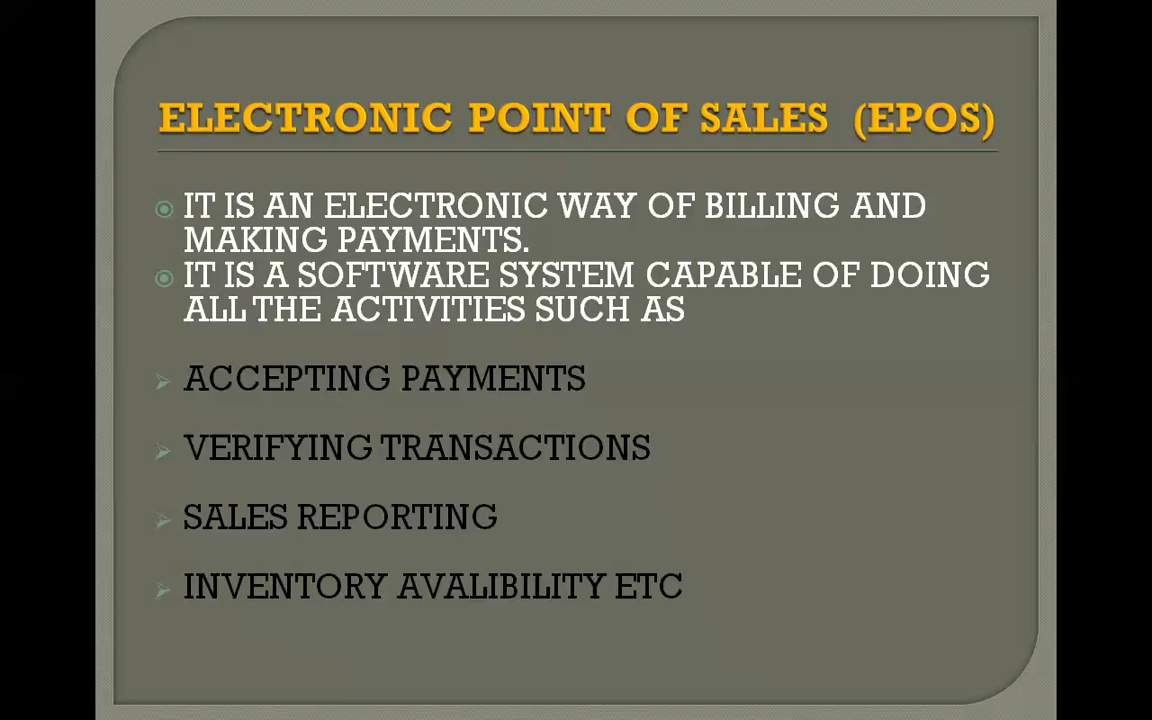 ELECTRONIC POINT OF SALES (EPOS)
IT IS AN ELECTRONIC WAY OF BILLING AND
MAKING PAYMENTS.
IT IS A SOFTWARE SYSTEM CAPABLE OF DOING
ALL THE ACTIVITIES SUCH AS
ACCEPTING PAYMENTS
VERIFYING TRANSACTIONS
SALES REPORTING
INVENTORY AVALIBILITY ETC